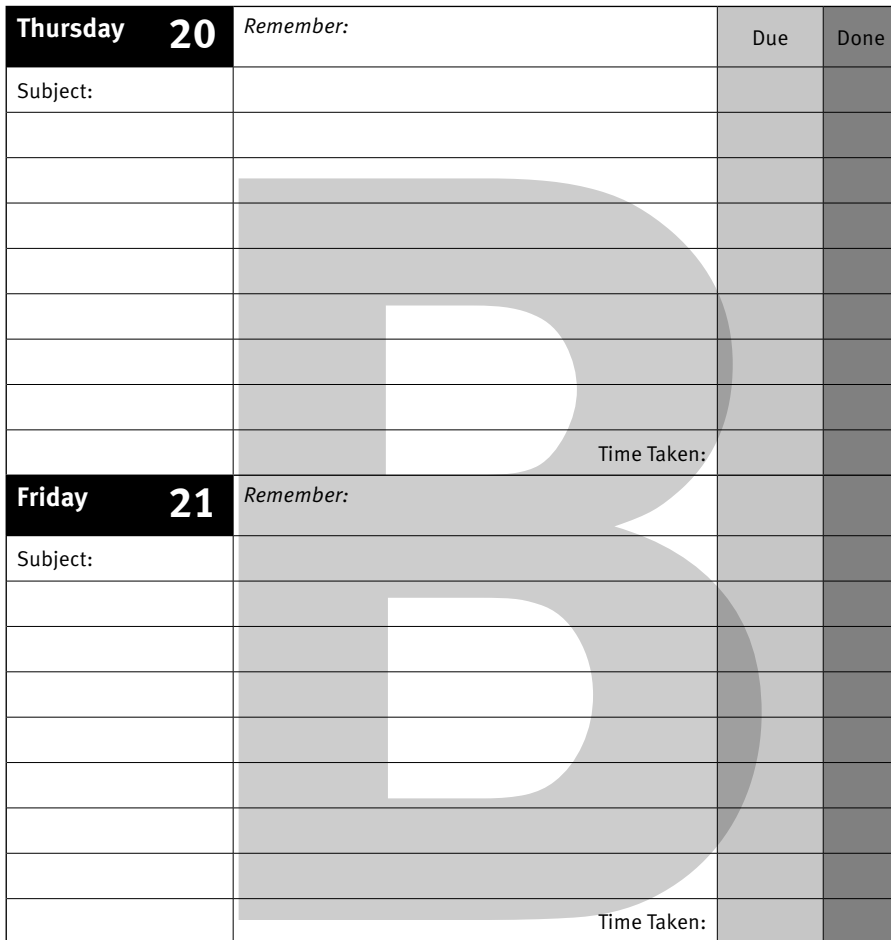 Thursday 20 Remember: Due Done
Subject:
B
Time Taken:
Friday 21 Remember:
Subject:
Time Taken: